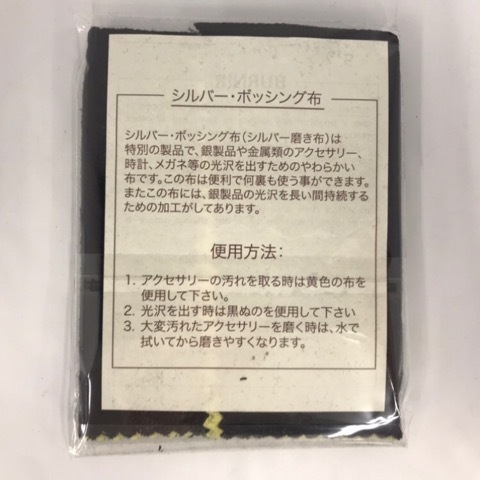 シルバー・ボッシング布
シルバー・ボッシング布(シルバー磨き布)は
特別の製品で、銀製品や金属類のアクセサリー、
時計、メガネ等の光沢を出すためのやわらかい
布です。この布は便利で何裏も使う事ができます。
またこの布には、銀製品の光沢を長い間持続する
ための加工がしてあります。
便用方法:
1. アクセサリーの汚れを取る時は黄色の布を
便用して下さい。
2. 光沢を出す時は黒ぬのを便用して下さい
3. 大変汚れたアクセサリーを磨く時は、水で
拭いてから磨きやすくなります。